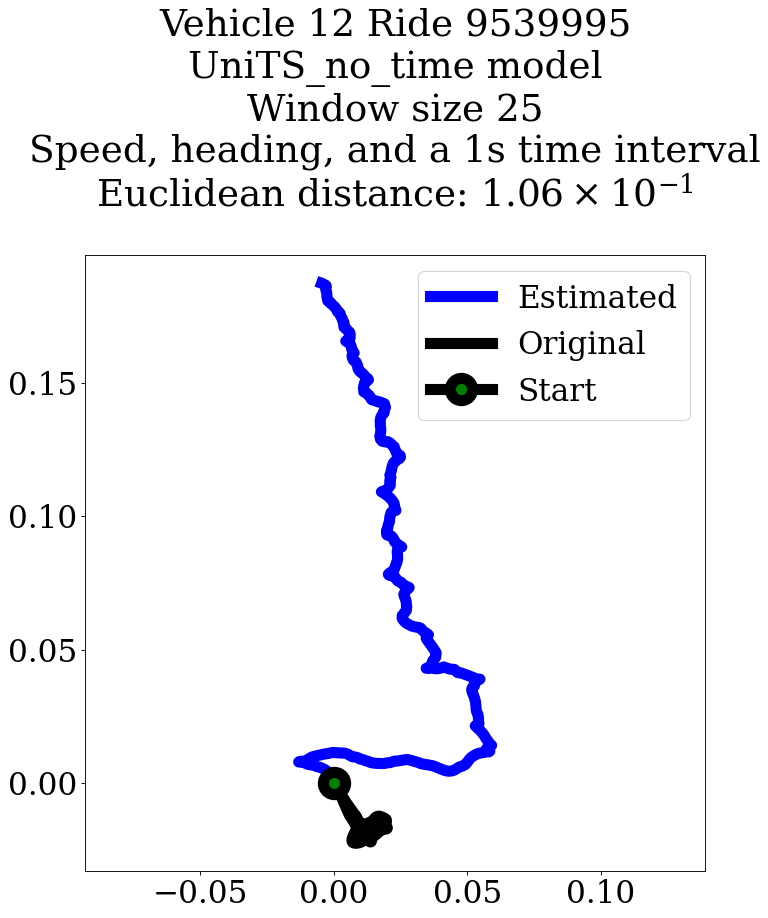 Vehicle 12 Ride 9539995
UniTS_no_time model
Window size 25
Speed, heading, and a 1s time interval
Euclidean distance: 1.06 × 10⁻¹
Estimated
Original
Start
0.15
0.10
0.05
0.00
−0.05 0.00 0.05 0.10